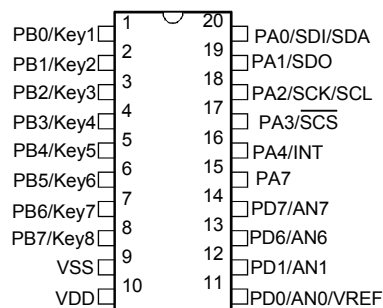 PB0/Key1 1 20 PA0/SDI/SDA
PB1/Key2 2 19 PA1/SDO
PB2/Key3 3 18 PA2/SCK/SCL
PB3/Key4 4 17 PA3/SCS
PB4/Key5 5 16 PA4/INT
PB5/Key6 6 15 PA7
PB6/Key7 7 14 PD7/AN7
PB7/Key8 8 13 PD6/AN6
VSS 9 12 PD1/AN1
VDD 10 11 PD0/AN0/VREF